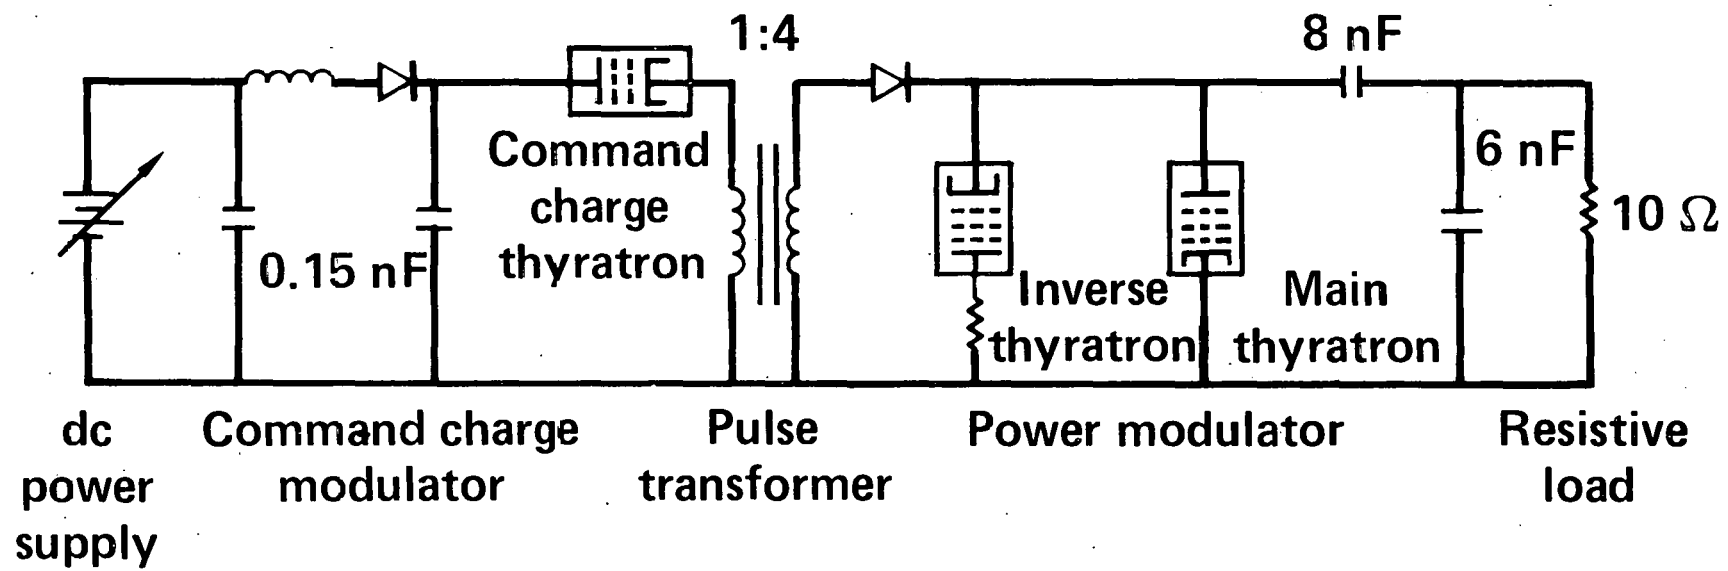 1:4
8 nF
Command
charge
thyratron
0.15 nF
6 nF
10 Ω
Inverse
thyratron
Main
thyratron
dc
power
supply
Command charge
modulator
Pulse
transformer
Power modulator
Resistive
load